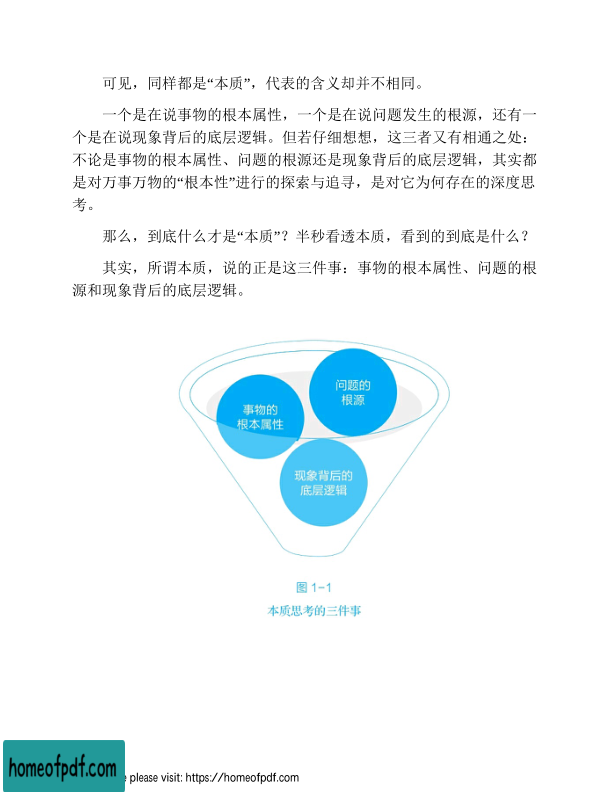 可见，同样都是“本质”，代表的含义却并不相同。
一个是在说事物的根本属性，一个是在说问题发生的根源，还有一
个是在说现象背后的底层逻辑。但若仔细想想，这三者又有相通之处：
不论是事物的根本属性、问题的根源还是现象背后的底层逻辑，其实都
是对万事万物的“根本性”进行的探索与追寻，是对它为何存在的深度思
考。
那么，到底什么才是“本质”？半秒看透本质，看到的到底是什么？
其实，所谓本质，说的正是这三件事：事物的根本属性、问题的根
源和现象背后的底层逻辑。
问题的
根源
事物的
根本属性
现象背后的
底层逻辑
图 1-1
本质思考的三件事
homeofpdf.com
please visit: https://homeofpdf.com